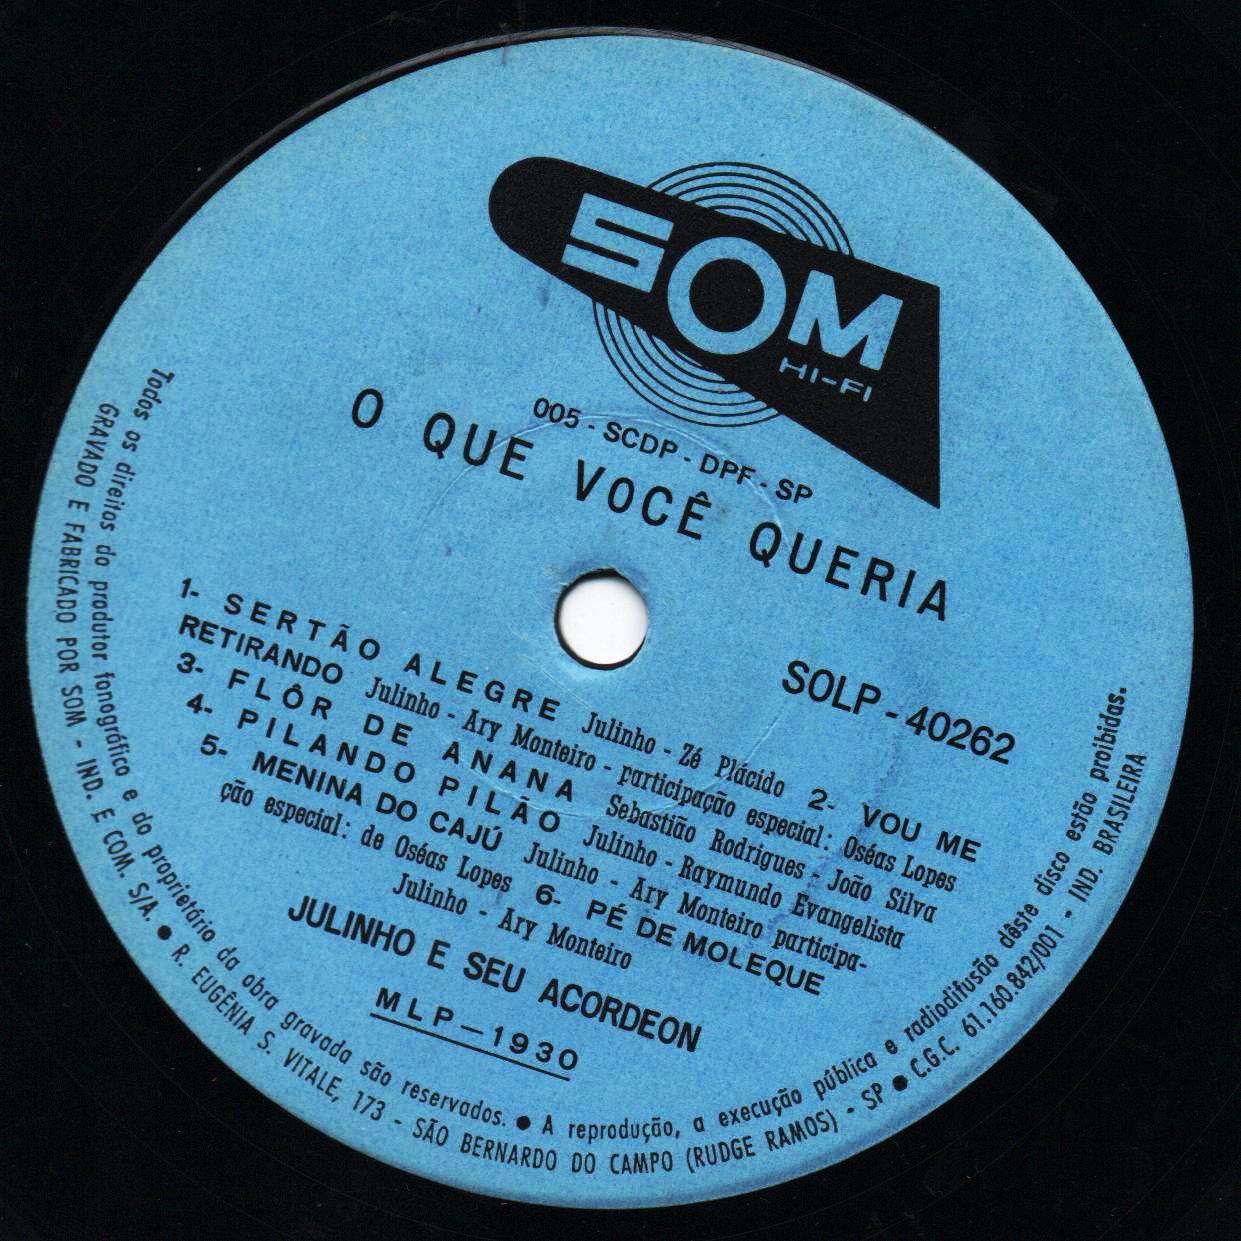 SOM
HI-FI
005 - SCDP - DPF - SP
O QUE VOCÊ QUERIA
SOLP - 40262
1- SERTÃO ALEGRE Julinho - Zé Plácido 2- VOU ME
RETIRANDO Julinho - Ary Monteiro - participação especial: Oséas Lopes
3- FLÔR DE ANANA Sebastião Rodrigues - João Silva
4- PILANDO PILÃO Julinho - Raymundo Evangelista
5- MENINA DO CAJÚ Julinho - Ary Monteiro participa-
ção especial: de Oséas Lopes 6- PÉ DE MOLEQUE
Julinho - Ary Monteiro
JULINHO E SEU ACORDEON
MLP - 1930
Todos os direitos do produtor fonográfico e do proprietário da obra gravada são reservados. ● A reprodução, a execução pública e radiodifusão dêste disco estão proibidas.
GRAVADO E FABRICADO POR SOM - IND. E COM. S/A. ● R. EUGÊNIA S. VITALE, 173 - SÃO BERNARDO DO CAMPO (RUDGE RAMOS) - SP ● C.G.C. 61.160.842/001 - IND. BRASILEIRA